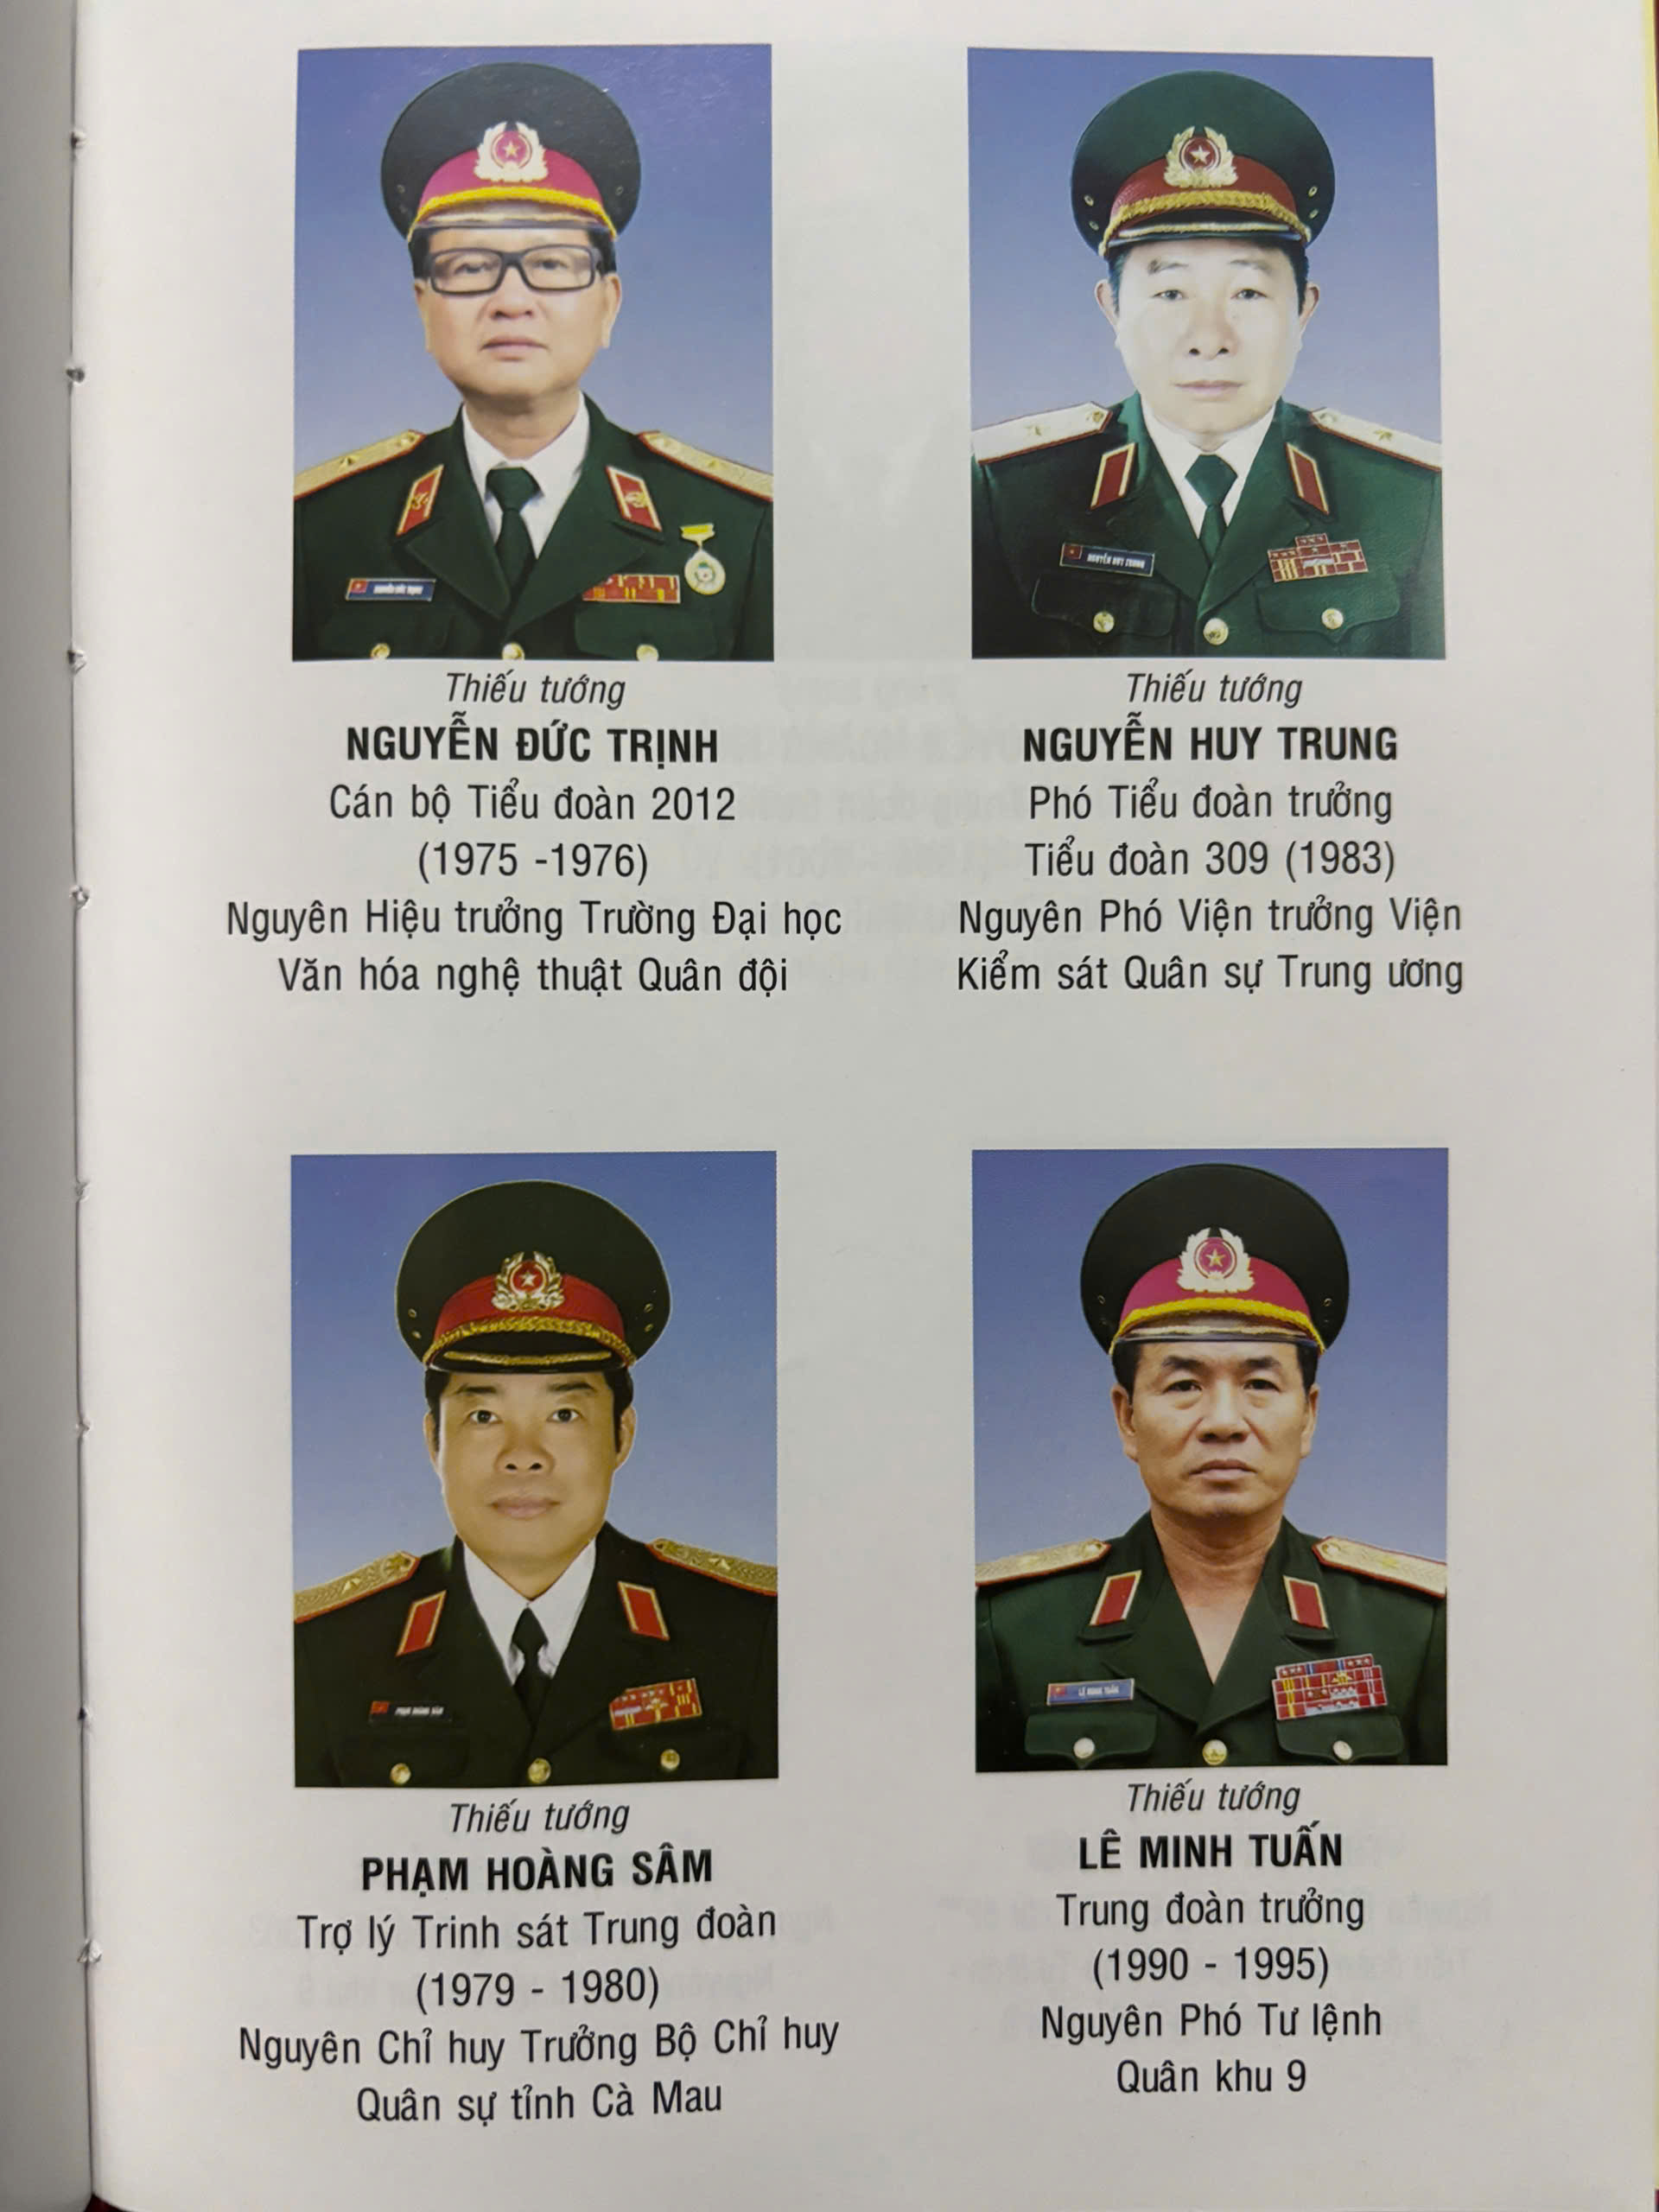 Thiếu tướng
NGUYỄN ĐỨC TRỊNH
Cán bộ Tiểu đoàn 2012
(1975 -1976)
Nguyên Hiệu trưởng Trường Đại học
Văn hóa nghệ thuật Quân đội
Thiếu tướng
NGUYỄN HUY TRUNG
Phó Tiểu đoàn trưởng
Tiểu đoàn 309 (1983)
Nguyên Phó Viện trưởng Viện
Kiểm sát Quân sự Trung ương
Thiếu tướng
PHẠM HOÀNG SÂM
Trợ lý Trinh sát Trung đoàn
(1979 - 1980)
Nguyên Chỉ huy Trưởng Bộ Chỉ huy
Quân sự tỉnh Cà Mau
LÊ MINH TUẤN
Thiếu tướng
LÊ MINH TUẤN
Trung đoàn trưởng
(1990 - 1995)
Nguyên Phó Tư lệnh
Quân khu 9